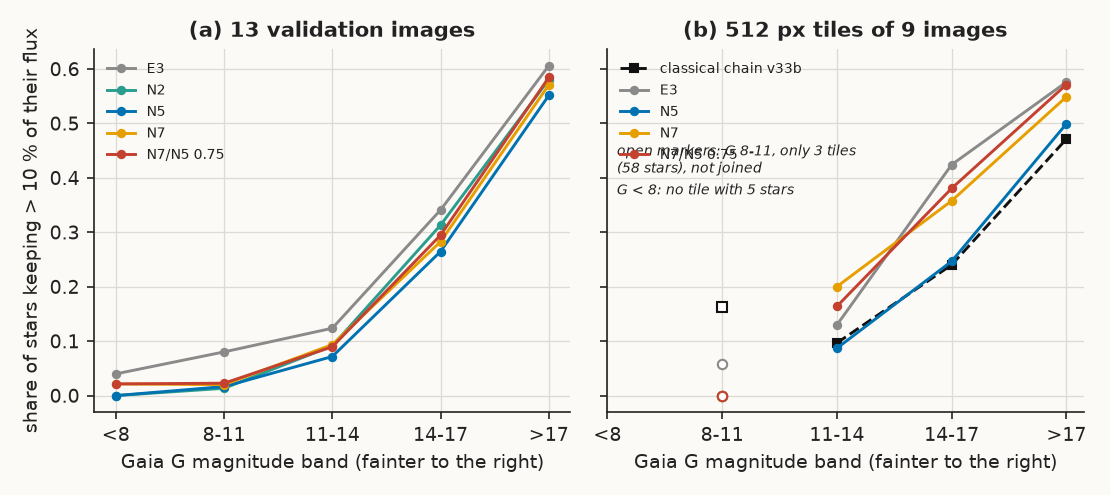 (a) 13 validation images
share of stars keeping > 10 % of their flux
0.6
0.5
0.4
0.3
0.2
0.1
0.0
E3
N2
N5
N7
N7/N5 0.75
<8
8-11
11-14
14-17
>17
Gaia G magnitude band (fainter to the right)
(b) 512 px tiles of 9 images
classical chain v33b
E3
N5
N7
N7/N5 0.75
open markers: G 8-11, only 3 tiles
(58 stars), not joined
G < 8: no tile with 5 stars
<8
8-11
11-14
14-17
>17
Gaia G magnitude band (fainter to the right)